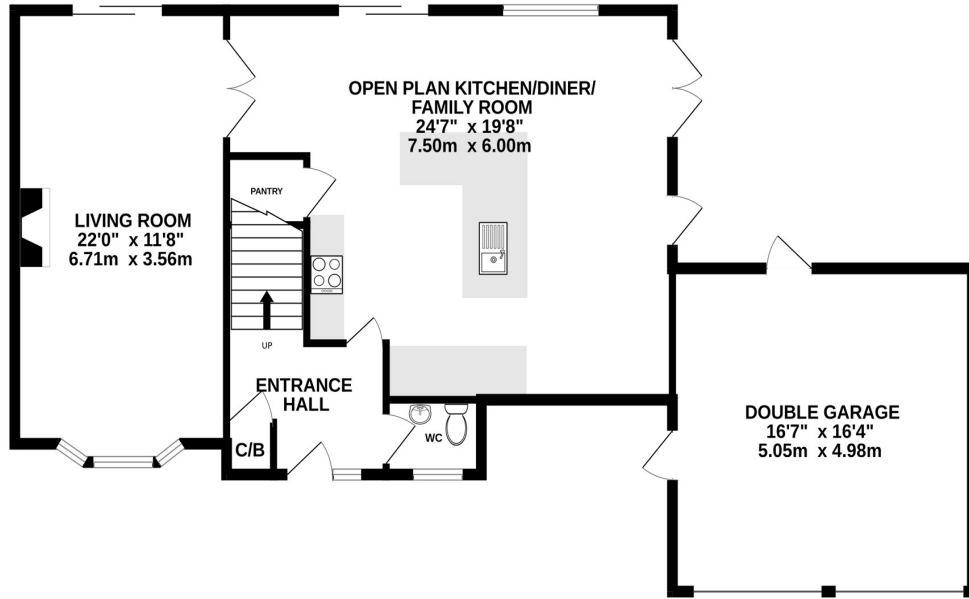 OPEN PLAN KITCHEN/DINER/
FAMILY ROOM
24'7" x 19'8"
7.50m x 6.00m
PANTRY
LIVING ROOM
22'0" x 11'8"
6.71m x 3.56m
UP
ENTRANCE
HALL
C/B
WC
DOUBLE GARAGE
16'7" x 16'4"
5.05m x 4.98m